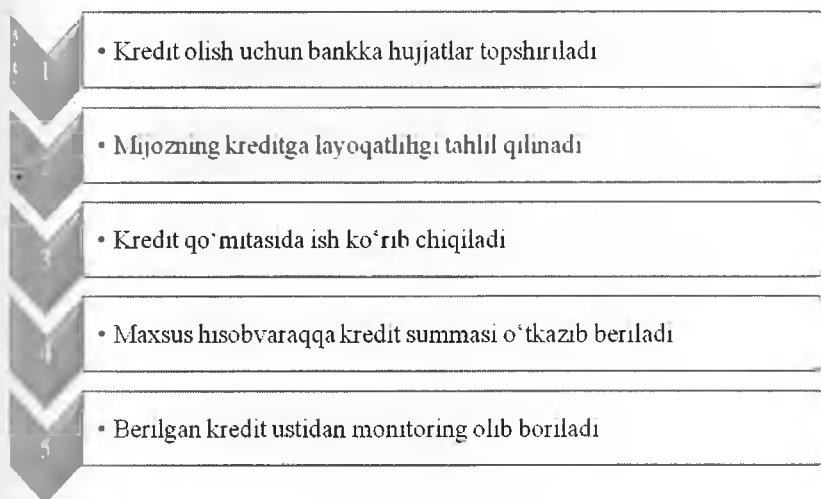 1
• Kredit olish uchun bankka hujjatlar topshiriladi
• Mijozning kreditga layoqatliligi tahlil qilinadi
3
• Kredit qo‘mitasida ish ko‘rib chiqiladi
4
• Maxsus hisobvaraqqa kredit summasi o‘tkazib beriladi
5
• Berilgan kredit ustidan monitoring olib boriladi